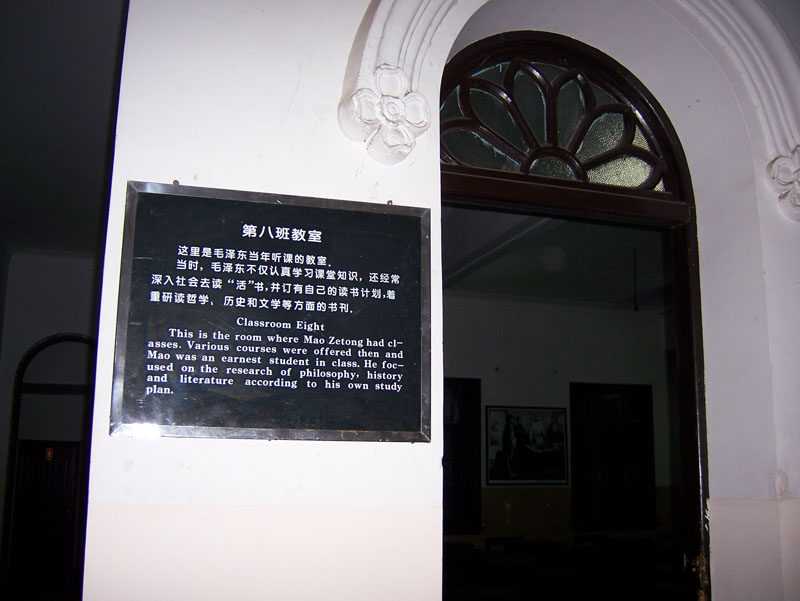 第八班教室
这里是毛泽东当年听课的教室．
当时，毛泽东不仅认真学习课堂知识，还经常
深入社会去读“活”书，并订有自己的读书计划，着
重研读哲学、历史和文学等方面的书刊．
Classroom Eight
This is the room where Mao Zetong had cl-
asses. Various courses were offered then and
Mao was an earnest student in class. He foc-
used on the research of philosophy, history
and literature according to his own study
plan.